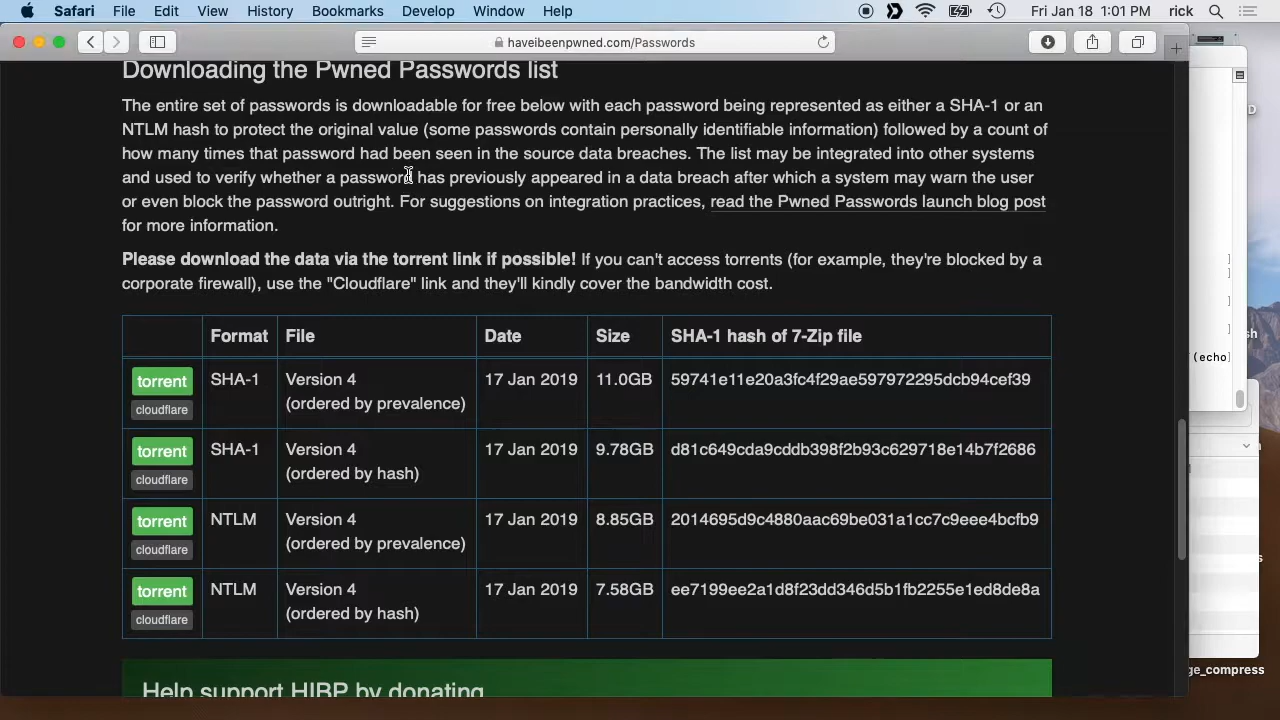 Safari File Edit View History Bookmarks Develop Window Help Fri Jan 18 1:01 PM rick
haveibeenpwned.com/Passwords
Downloading the Pwned Passwords list
The entire set of passwords is downloadable for free below with each password being represented as either a SHA-1 or an
NTLM hash to protect the original value (some passwords contain personally identifiable information) followed by a count of
how many times that password had been seen in the source data breaches. The list may be integrated into other systems
and used to verify whether a password has previously appeared in a data breach after which a system may warn the user
or even block the password outright. For suggestions on integration practices, read the Pwned Passwords launch blog post
for more information.
Please download the data via the torrent link if possible! If you can't access torrents (for example, they're blocked by a
corporate firewall), use the "Cloudflare" link and they'll kindly cover the bandwidth cost.
Format File Date Size SHA-1 hash of 7-Zip file
torrent SHA-1 Version 4 17 Jan 2019 11.0GB 59741e11e20a3fc4f29ae597972295dcb94cef39
cloudflare (ordered by prevalence)
torrent SHA-1 Version 4 17 Jan 2019 9.78GB d81c649cda9cddb398f2b93c629718e14b7f2686
cloudflare (ordered by hash)
torrent NTLM Version 4 17 Jan 2019 8.85GB 2014695d9c4880aac69be031a1cc7c9eee4bcfb9
cloudflare (ordered by prevalence)
torrent NTLM Version 4 17 Jan 2019 7.58GB ee7199ee2a1d8f23dd346d5b1fb2255e1ed8de8a
cloudflare (ordered by hash)
Help support HIBP by donating
(echo
ge_compress